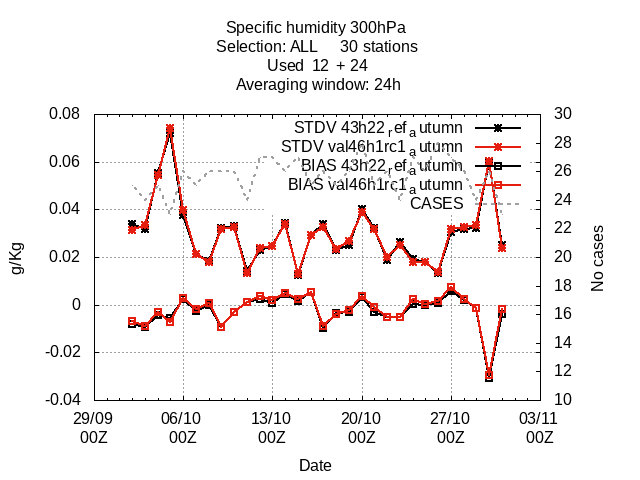 Specific humidity 300hPa
Selection: ALL 30 stations
Used 12 + 24
Averaging window: 24h
STDV 43h22_ref_autumn
STDV val46h1rc1_autumn
BIAS 43h22_ref_autumn
BIAS val46h1rc1_autumn
CASES
g/Kg
0.08
0.06
0.04
0.02
0
-0.02
-0.04
No cases
30
28
26
24
22
20
18
16
14
12
10
29/09 06/10 13/10 20/10 27/10 03/11
00Z 00Z 00Z 00Z 00Z 00Z
Date